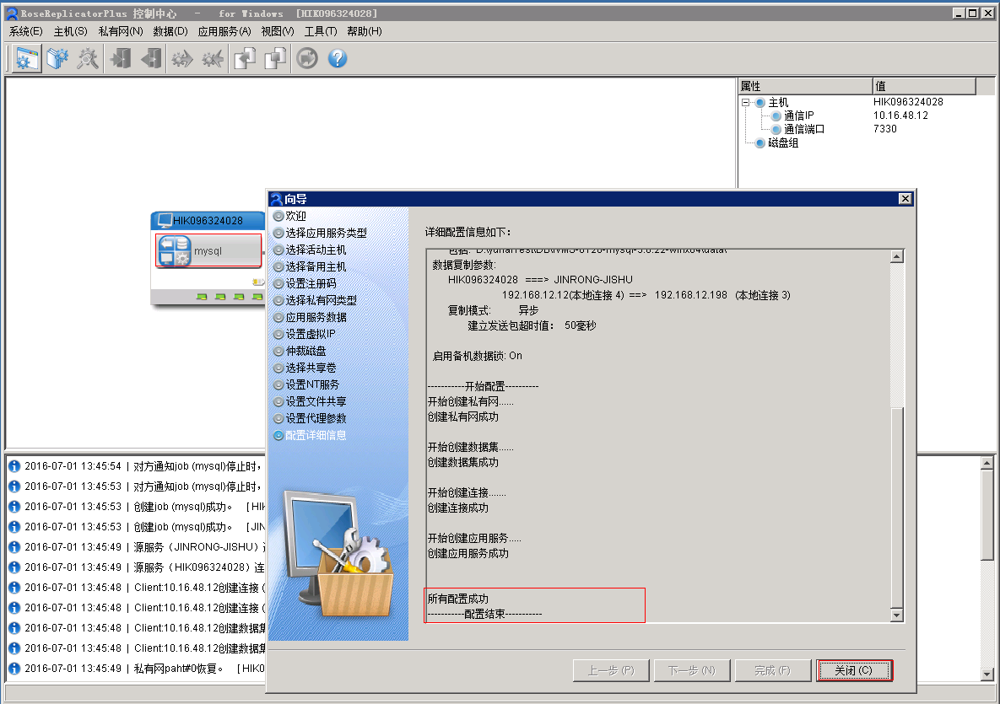 RoseReplicatorPlus 控制中心 - for Windows [HIK096324028]
系统(E) 主机(S) 私有网(N) 数据(D) 应用服务(A) 视图(V) 工具(T) 帮助(H)
属性 值
主机 HIK096324028
通信IP 10.16.48.12
通信端口 7330
磁盘组
HIK096324028
mysql
向导
欢迎
选择应用服务类型
选择活动主机
选择备用主机
设置注册码
选择私有网类型
应用服务数据
设置虚拟IP
仲裁磁盘
选择共享卷
设置NT服务
设置文件共享
设置代理参数
配置详细信息
详细配置信息如下:
数据复制参数:
HIK096324028 ===> JINRONG-JISHU
192.168.12.12(本地连接 4) ==> 192.168.12.198 (本地连接 3)
复制模式: 异步
建立发送包超时值: 50毫秒
启用备机数据锁: On
-----------开始配置----------
开始创建私有网......
创建私有网成功
开始创建数据集......
创建数据集成功
开始创建连接.......
创建连接成功
开始创建应用服务.....
创建应用服务成功
所有配置成功
-----------配置结束-----------
上一步 (P) 下一步 (N) 完成 (F) 关闭 (C)
2016-07-01 13:45:54 | 对方通知job (mysql)停止时,
2016-07-01 13:45:53 | 对方通知job (mysql)停止时,
2016-07-01 13:45:53 | 创建job (mysql)成功。 [HIK
2016-07-01 13:45:53 | 创建job (mysql)成功。 [JIN
2016-07-01 13:45:49 | 源服务（JINRONG-JISHU）
2016-07-01 13:45:49 | 源服务（HIK096324028）连
2016-07-01 13:45:48 | Client:10.16.48.12创建连接 (
2016-07-01 13:45:48 | Client:10.16.48.12创建连接 (
2016-07-01 13:45:48 | Client:10.16.48.12创建数据集
2016-07-01 13:45:48 | Client:10.16.48.12创建数据集
2016-07-01 13:45:49 | 私有网paht#0恢复。 [HIK0